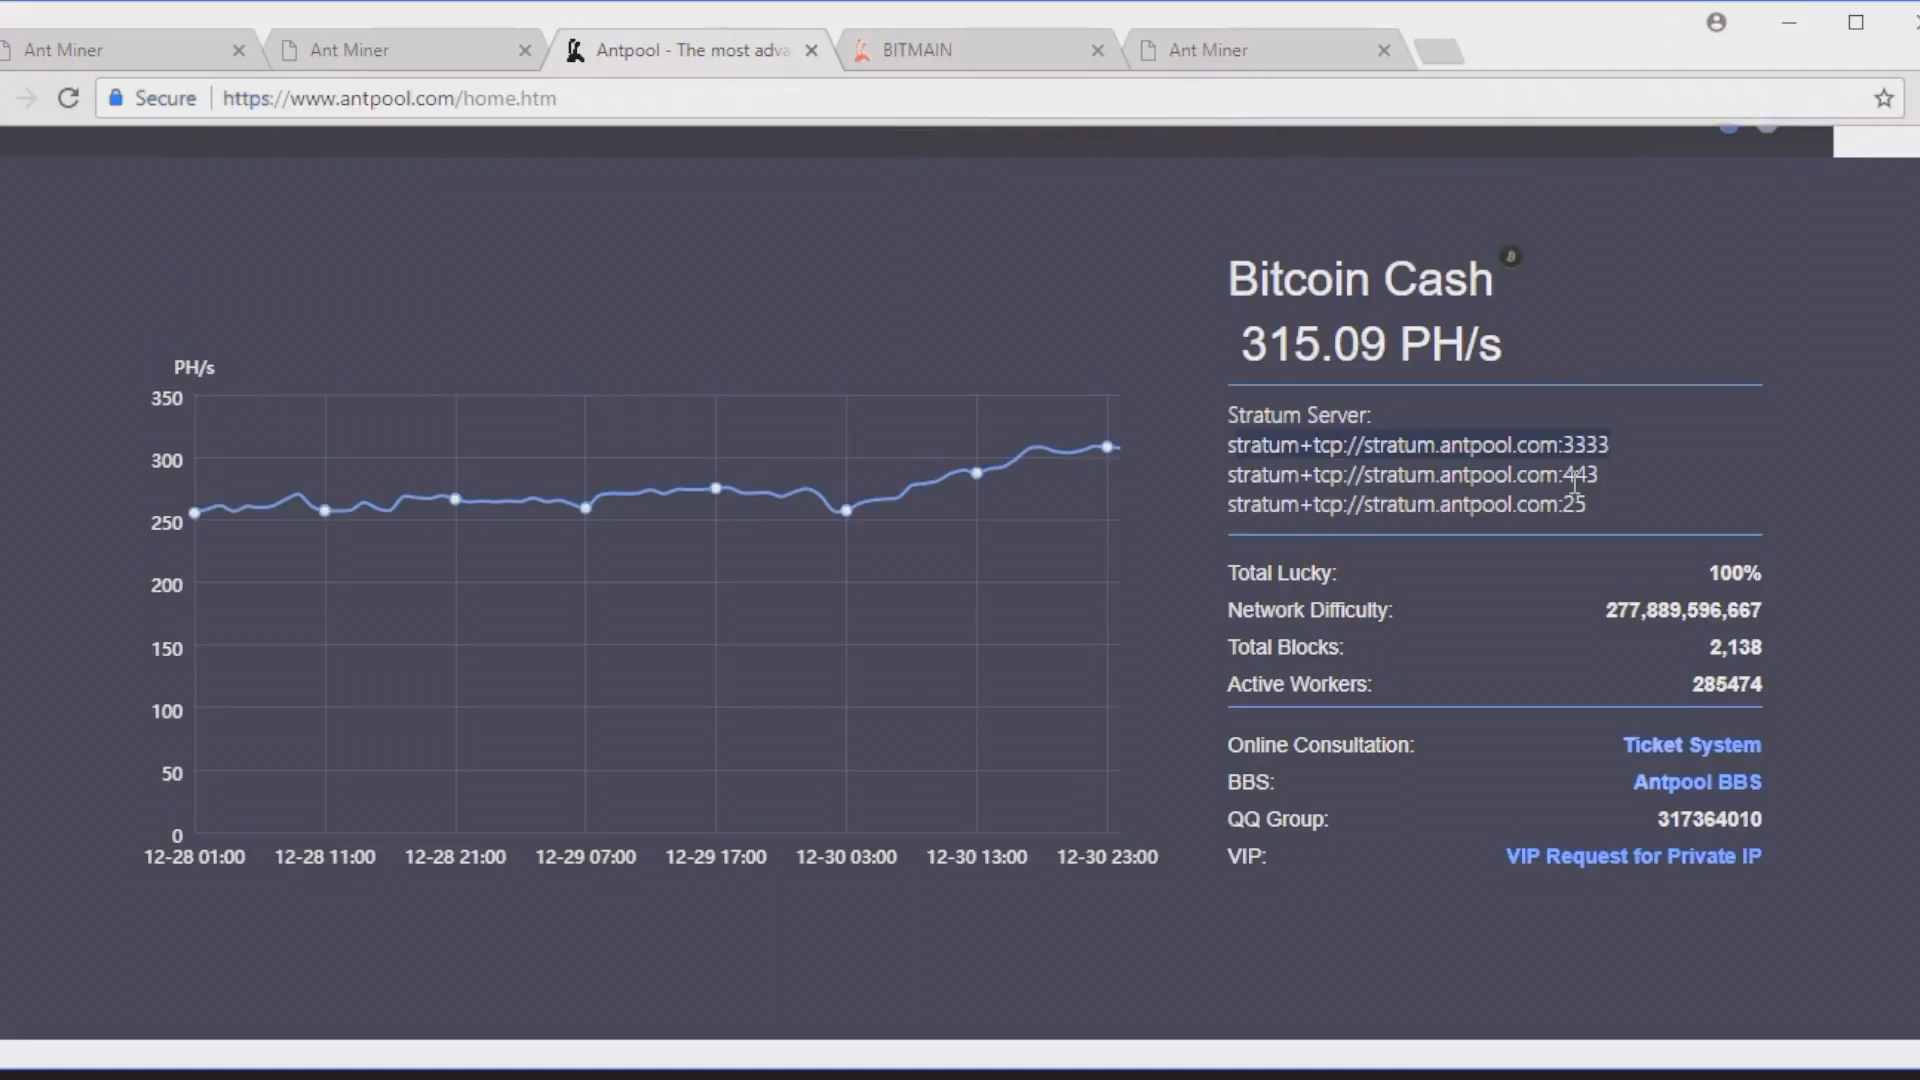 Ant Miner
Ant Miner
Antpool - The most adva
BITMAIN
Ant Miner
Secure
https://www.antpool.com/home.htm
Bitcoin Cash
315.09 PH/s
PH/s
350
300
250
200
150
100
50
0
12-28 01:00
12-28 11:00
12-28 21:00
12-29 07:00
12-29 17:00
12-30 03:00
12-30 13:00
12-30 23:00
Stratum Server:
stratum+tcp://stratum.antpool.com:3333
stratum+tcp://stratum.antpool.com:443
stratum+tcp://stratum.antpool.com:25
Total Lucky: 100%
Network Difficulty: 277,889,596,667
Total Blocks: 2,138
Active Workers: 285474
Online Consultation: Ticket System
BBS: Antpool BBS
QQ Group: 317364010
VIP: VIP Request for Private IP